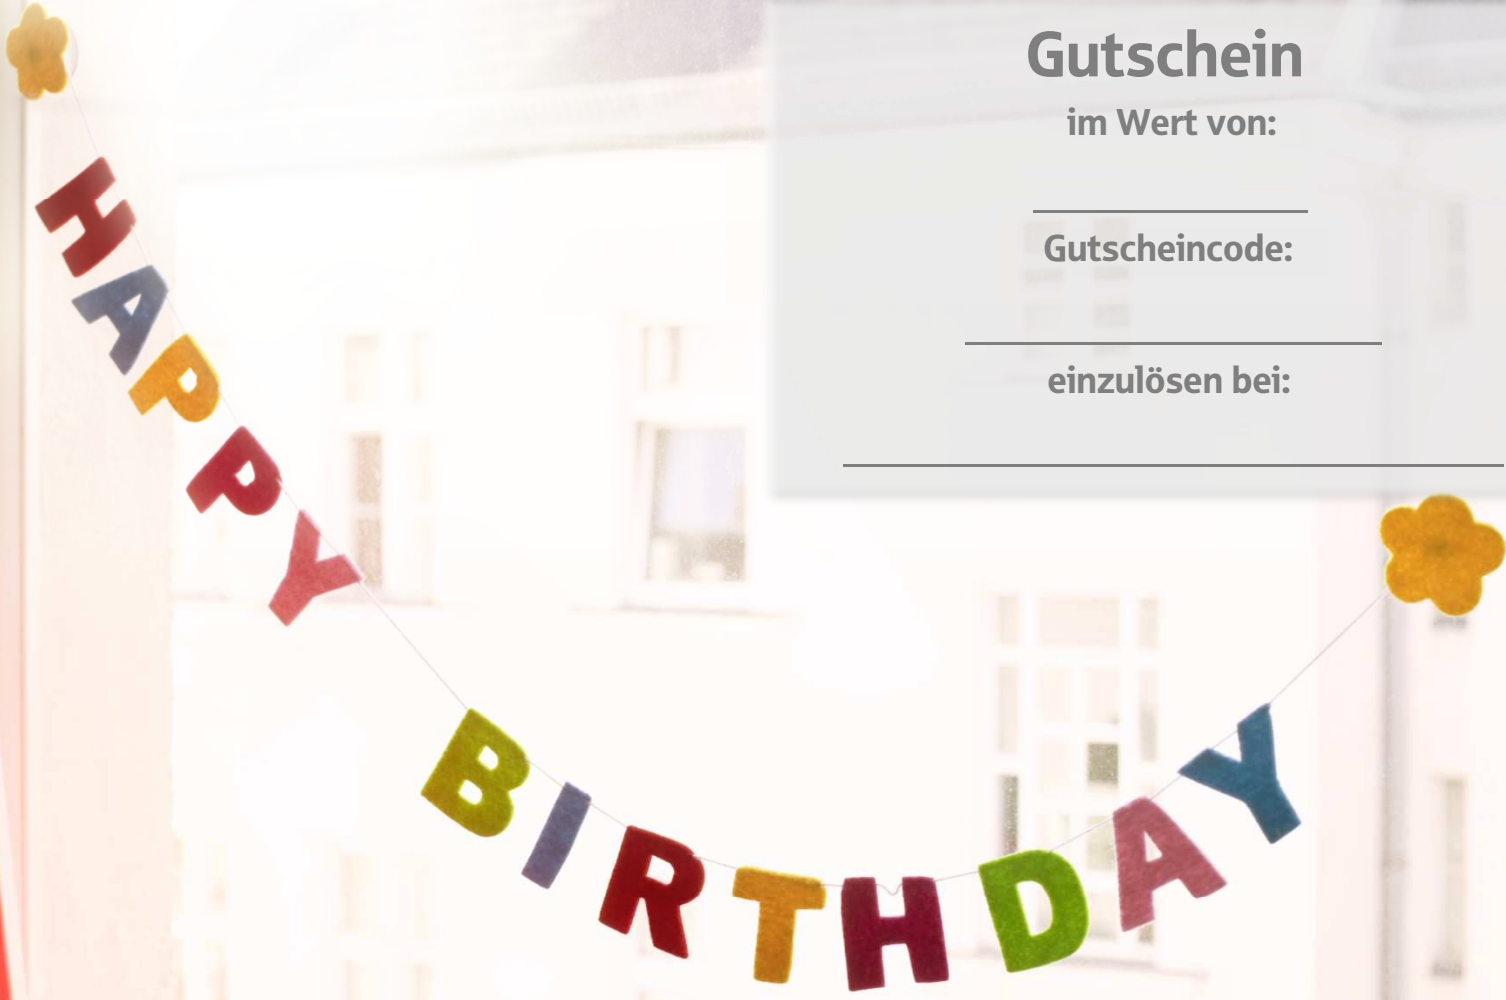 Gutschein
im Wert von:
Gutscheincode:
einzulösen bei:
HAPPY
BIRTHDAY